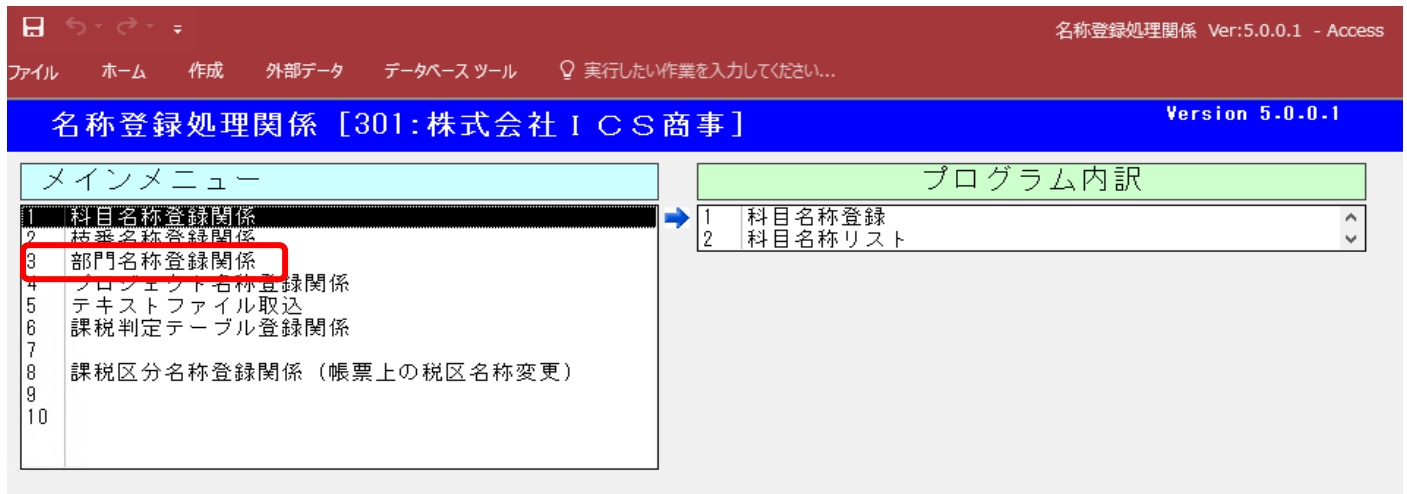 名称登録処理関係 Ver:5.0.0.1 - Access
ファイル ホーム 作成 外部データ データベース ツール 実行したい作業を入力してください...
名称登録処理関係［301:株式会社ＩＣＳ商事］ Version 5.0.0.1
メインメニュー
1 科目名称登録関係
2 枝番名称登録関係
3 部門名称登録関係
4 プロジェクト名称登録関係
5 テキストファイル取込
6 課税判定テーブル登録関係
7
8 課税区分名称登録関係（帳票上の税区名称変更）
9
10
プログラム内訳
1 科目名称登録
2 科目名称リスト